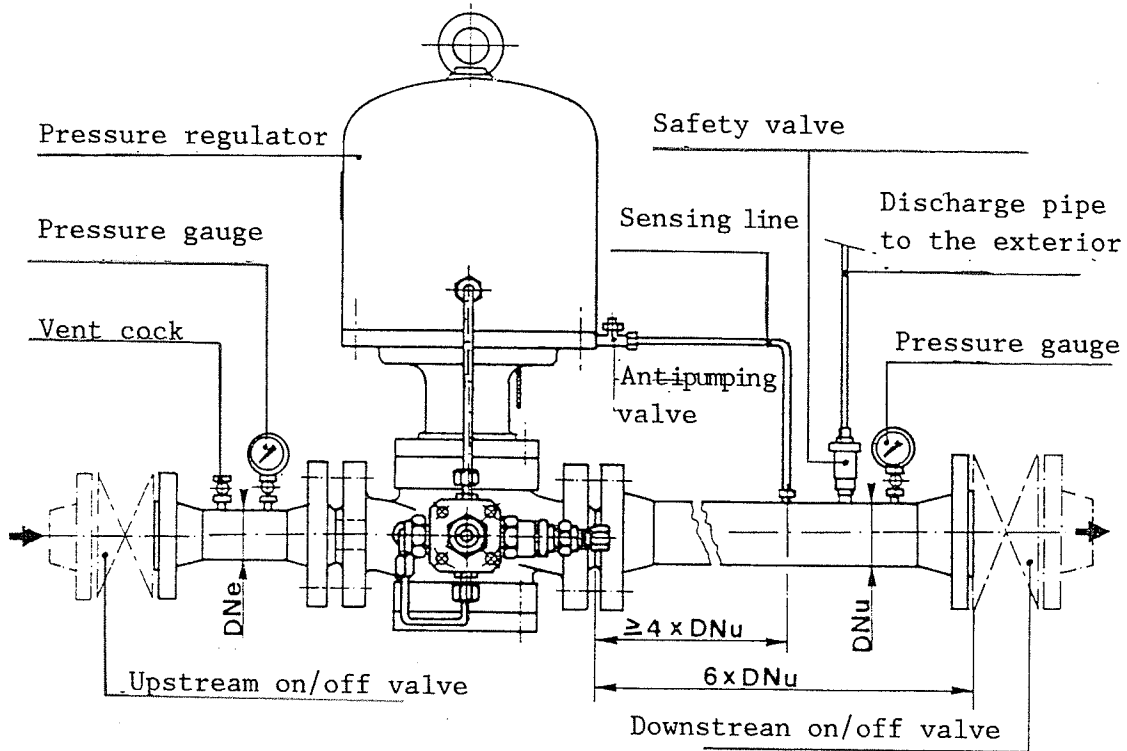 Pressure regulator
Safety valve
Pressure gauge
Sensing line
Discharge pipe
to the exterior
Vent cock
Antipumping
valve
Pressure gauge
DNe
DNu
≥4 x DNu
6 x DNu
Upstream on/off valve
Downstrean on/off valve